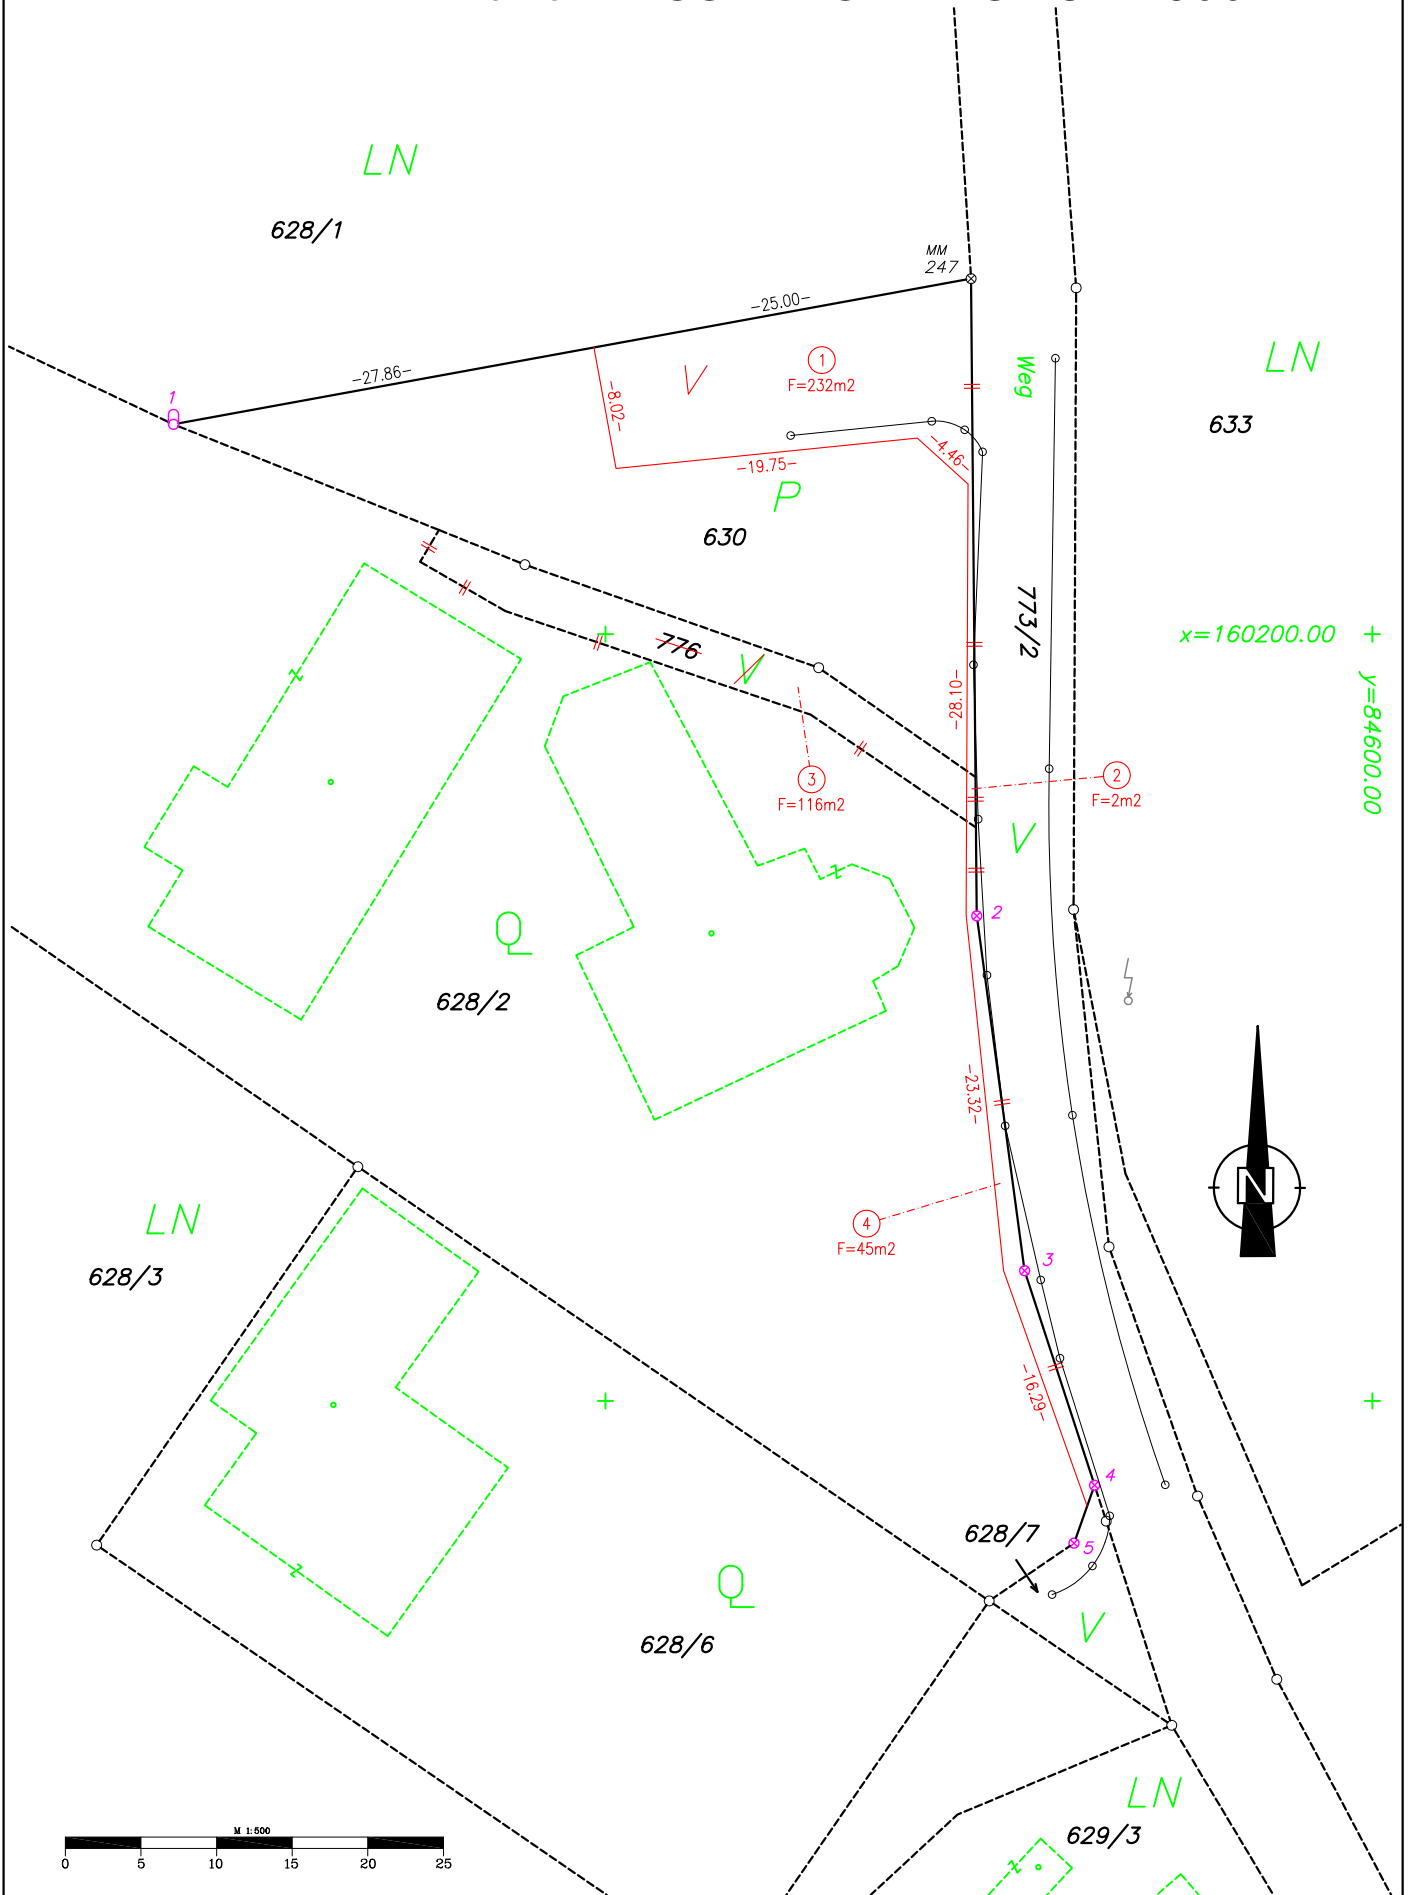 LN
628/1
MM
247
-25.00-
-27.86-
1
V
1
F=232m2
Weg
LN
633
-8.02-
-19.75-
-4.46-
P
630
773/2
x=160200.00
y=84600.00
776
V
-28.10-
3
F=116m2
2
F=2m2
V
2
Q
628/2
-23.32-
N
4
F=45m2
3
LN
628/3
-16.29-
4
628/7
5
Q
628/6
V
LN
629/3
M 1:500
0 5 10 15 20 25